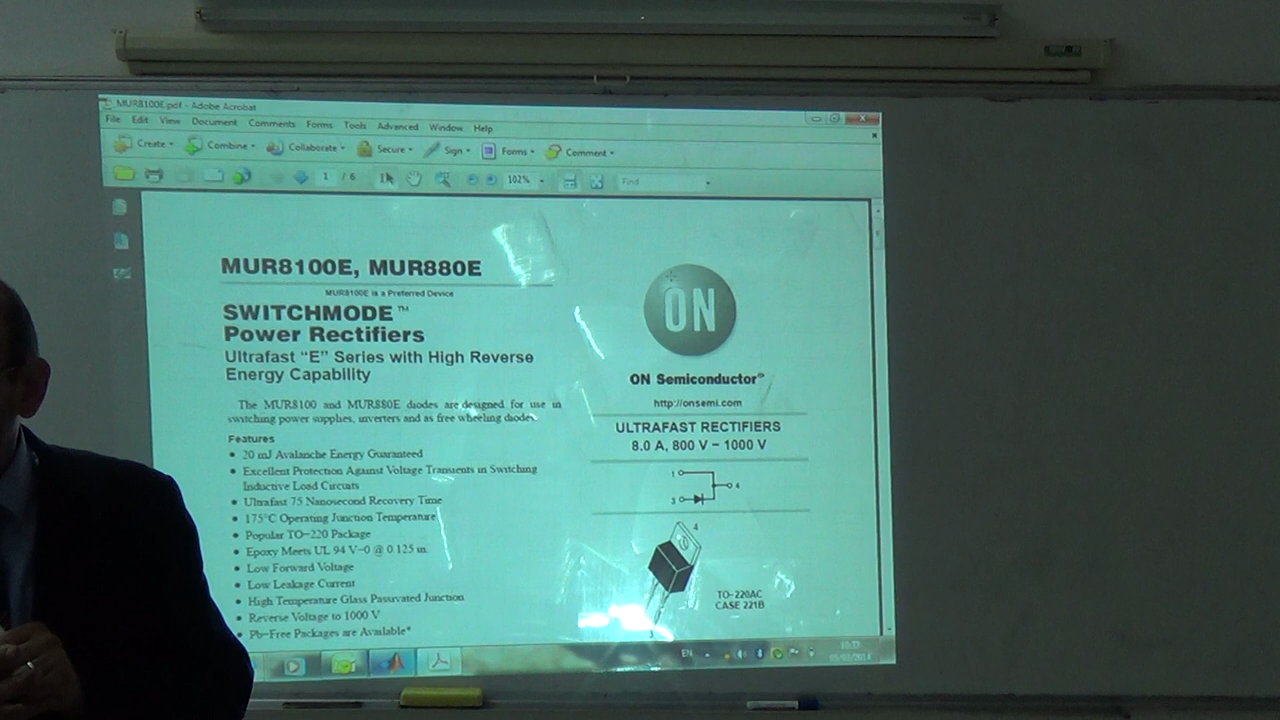 MUR8100E.pdf - Adobe Acrobat
File Edit View Document Comments Forms Tools Advanced Window Help
Create Combine Collaborate Secure Sign Forms Comment
1 / 6 102% Find
MUR8100E, MUR880E
MUR8100E is a Preferred Device
SWITCHMODE™
Power Rectifiers
Ultrafast “E” Series with High Reverse
Energy Capability
The MUR8100 and MUR880E diodes are designed for use in
switching power supplies, inverters and as free wheeling diodes.
Features
• 20 mJ Avalanche Energy Guaranteed
• Excellent Protection Against Voltage Transients in Switching
Inductive Load Circuits
• Ultrafast 75 Nanosecond Recovery Time
• 175°C Operating Junction Temperature
• Popular TO−220 Package
• Epoxy Meets UL 94 V−0 @ 0.125 in.
• Low Forward Voltage
• Low Leakage Current
• High Temperature Glass Passivated Junction
• Reverse Voltage to 1000 V
• Pb−Free Packages are Available*
ON
ON Semiconductor®
http://onsemi.com
ULTRAFAST RECTIFIERS
8.0 A, 800 V − 1000 V
1
4
3
4
TO−220AC
CASE 221B
3
EN